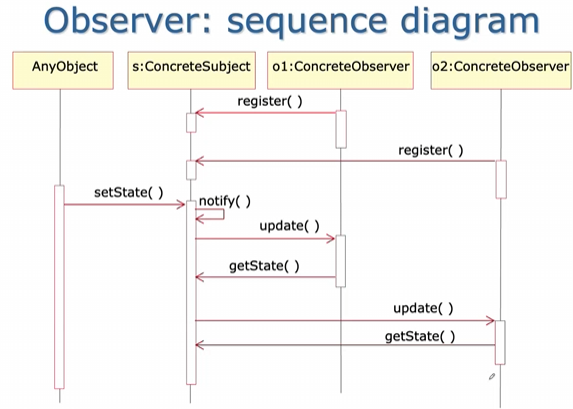 Observer: sequence diagram
AnyObject
s:ConcreteSubject
o1:ConcreteObserver
o2:ConcreteObserver
register( )
register( )
setState( )
notify( )
update( )
getState( )
update( )
getState( )